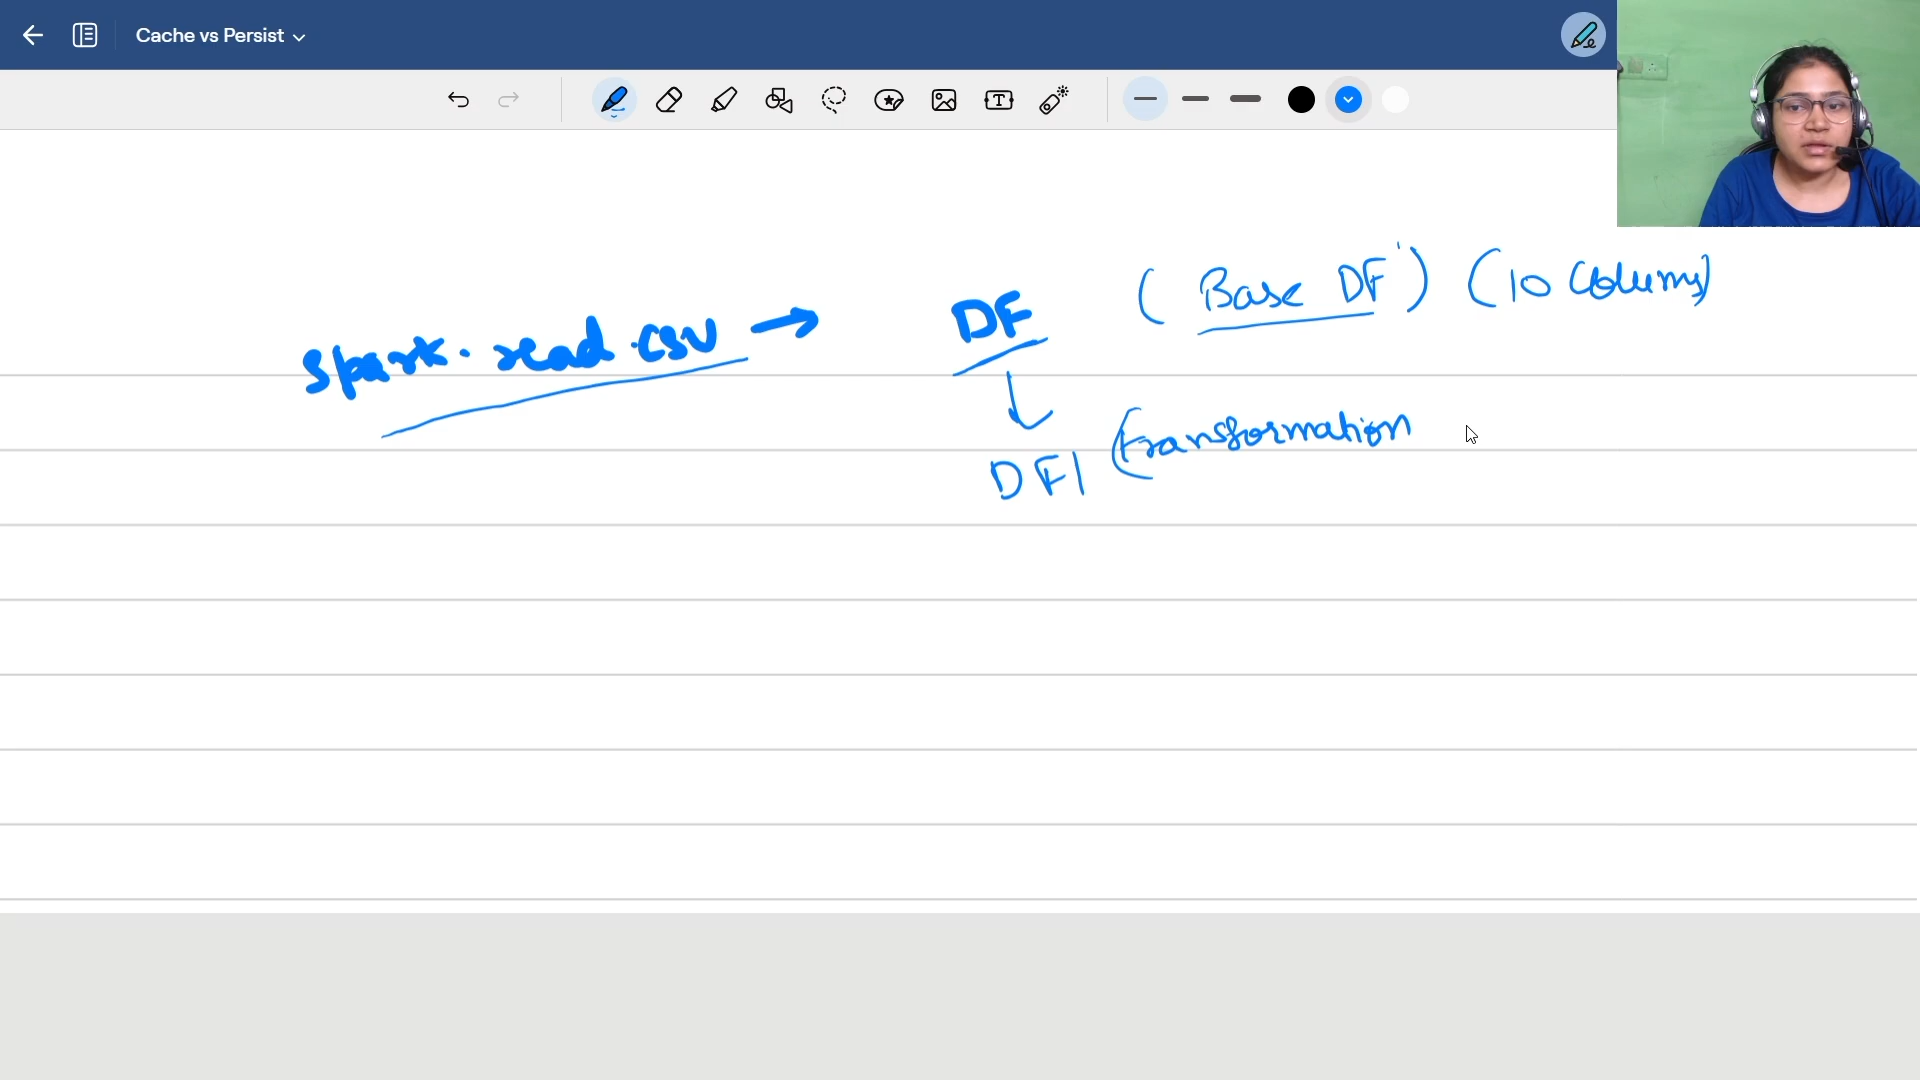 Cache vs Persist
spark.read.csv → DF (Base DF) (10 Columns)
↓
DF1 (transformation